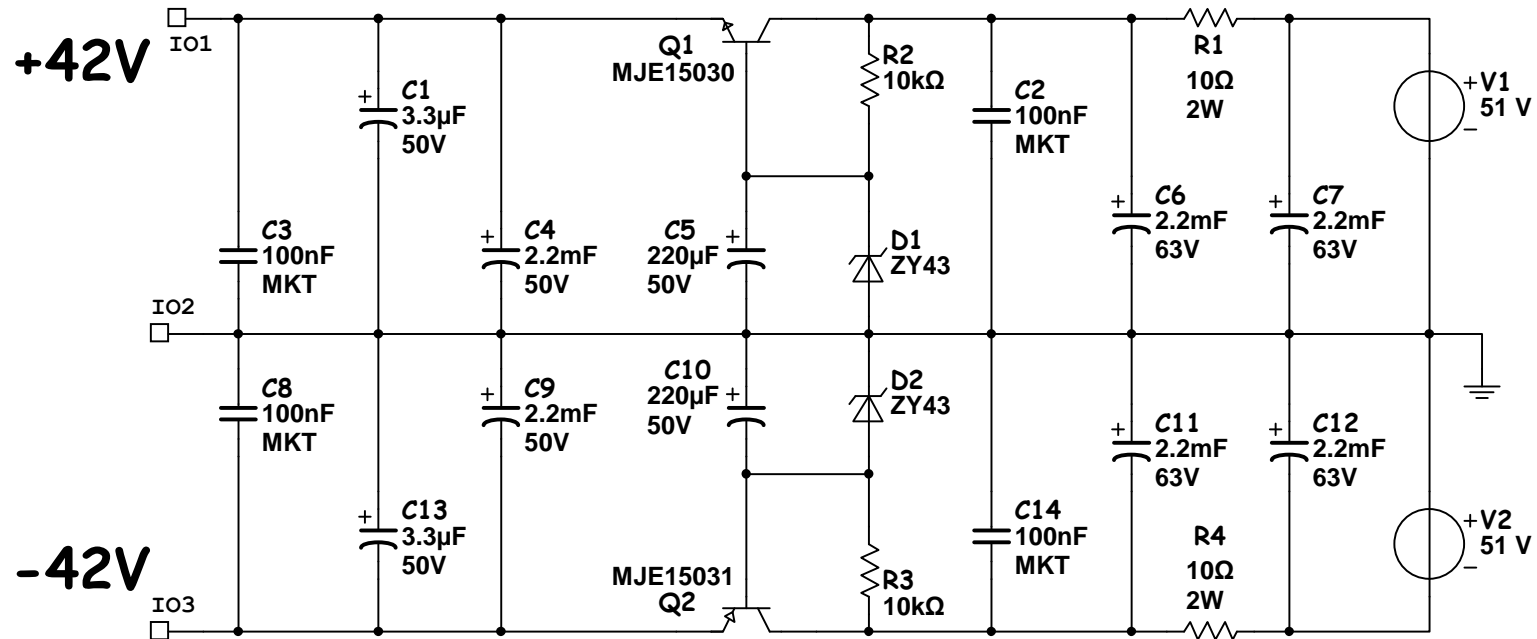 IO1
+42V
Q1
MJE15030
R2
10kΩ
R1
10Ω
2W
+V1
51 V
−
+
C1
3.3µF
50V
C2
100nF
MKT
C3
100nF
MKT
+
C4
2.2mF
50V
C5
220µF
50V
+
D1
ZY43
+
C6
2.2mF
63V
+
C7
2.2mF
63V
IO2
C8
100nF
MKT
+
C9
2.2mF
50V
C10
220µF
50V
+
D2
ZY43
+
C11
2.2mF
63V
+
C12
2.2mF
63V
+
C13
3.3µF
50V
C14
100nF
MKT
R4
10Ω
2W
+V2
51 V
−
-42V
MJE15031
Q2
R3
10kΩ
IO3